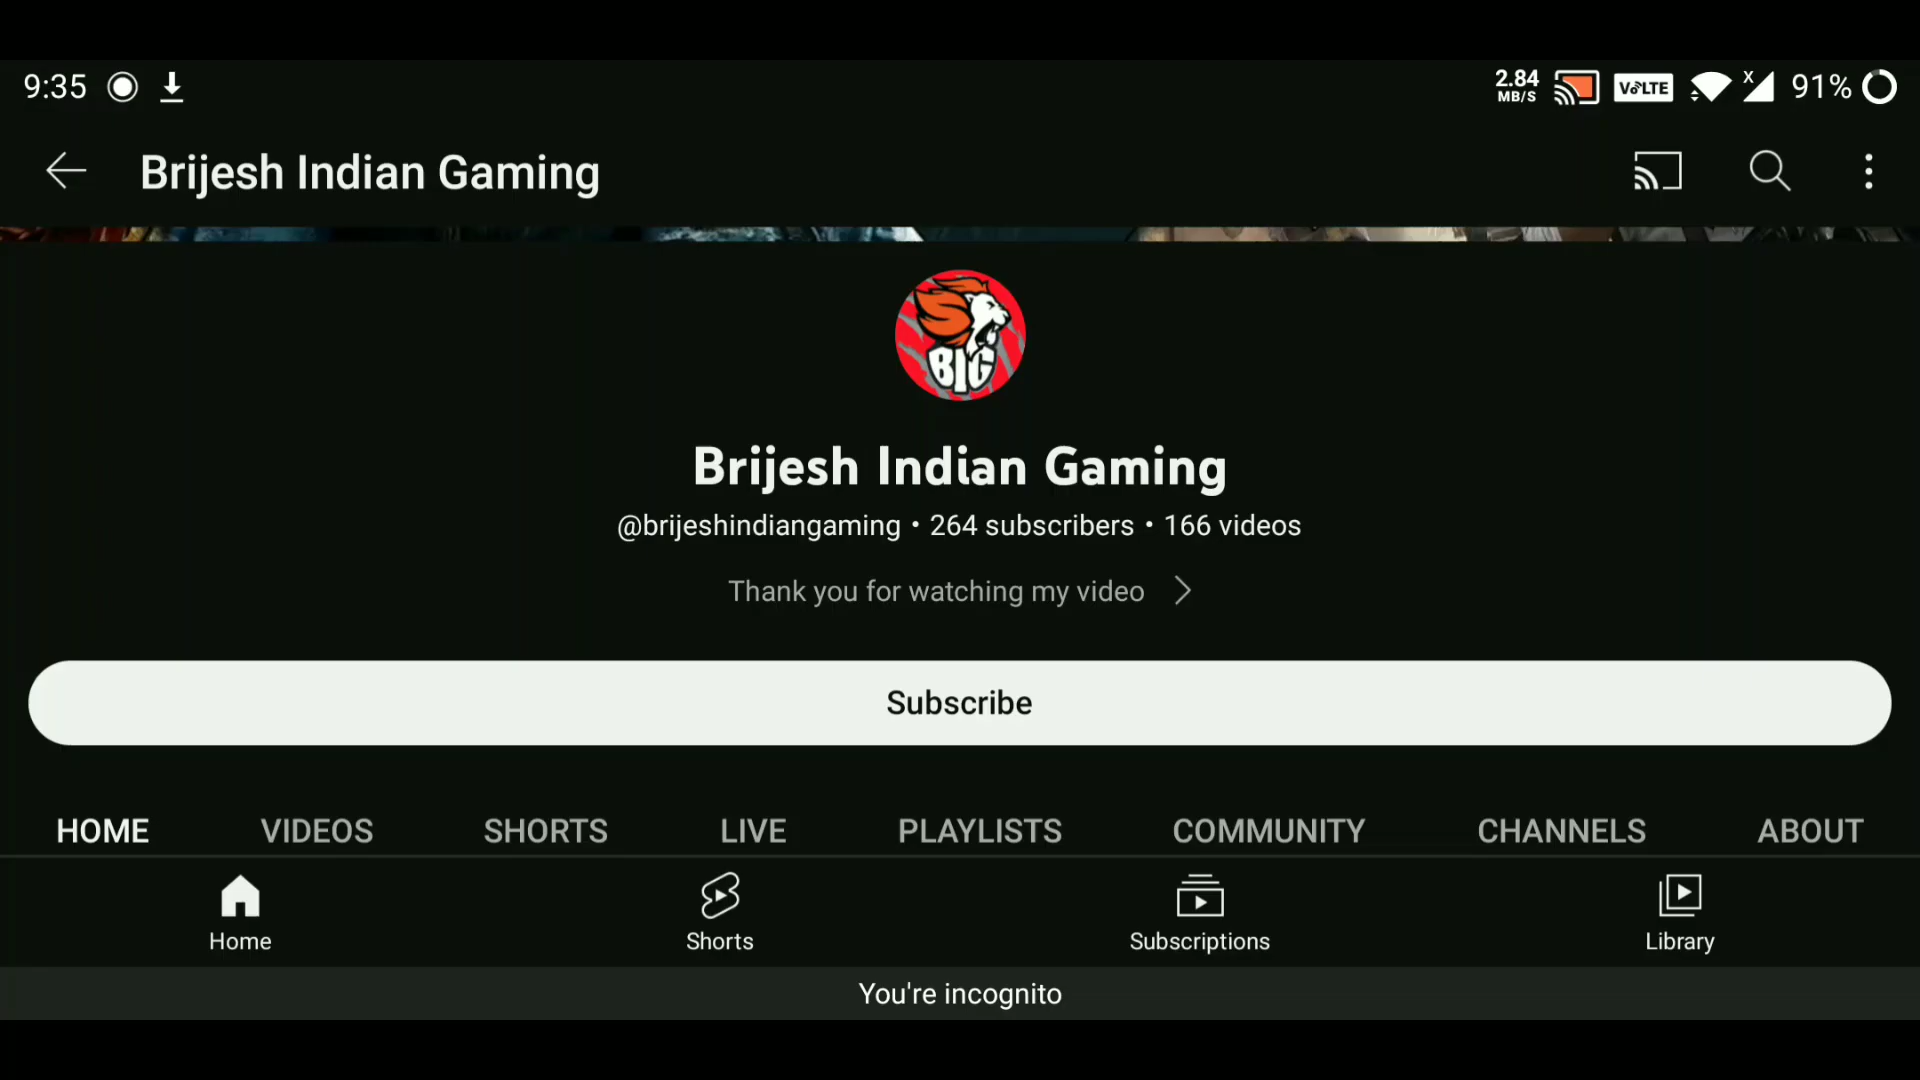 9:35 2.84 MB/S VoLTE X 91%
Brijesh Indian Gaming
BIG
Brijesh Indian Gaming
@brijeshindiangaming • 264 subscribers • 166 videos
Thank you for watching my video
Subscribe
HOME VIDEOS SHORTS LIVE PLAYLISTS COMMUNITY CHANNELS ABOUT
Home Shorts Subscriptions Library
You're incognito